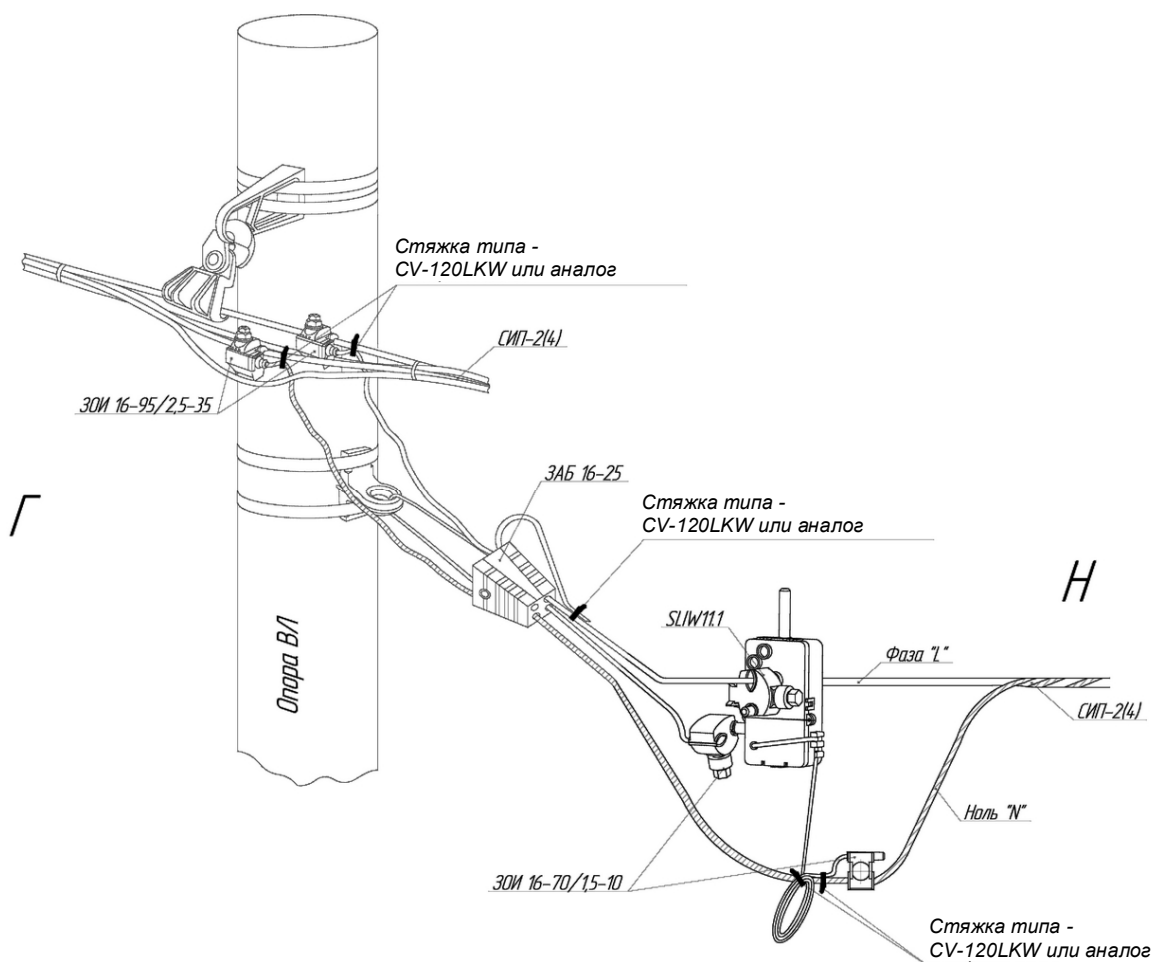 Стяжка типа -
CV-120LKW или аналог
СИП-2(4)
ЗОИ 16-95/2,5-35
ЗАБ 16-25
Г
Стяжка типа -
CV-120LKW или аналог
Н
SLIW11.1
Опора ВЛ
Фаза "L"
СИП-2(4)
Ноль "N"
ЗОИ 16-70/1,5-10
Стяжка типа -
CV-120LKW или аналог